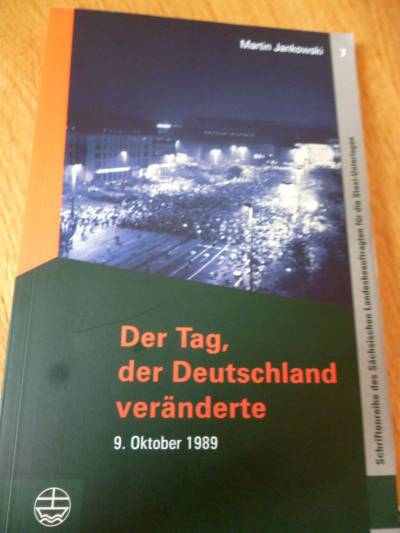 Martin Jankowski
7
Schriftenreihe des Sächsischen Landesbeauftragten für die Stasi-Unterlagen
Der Tag,
der Deutschland
veränderte
9. Oktober 1989